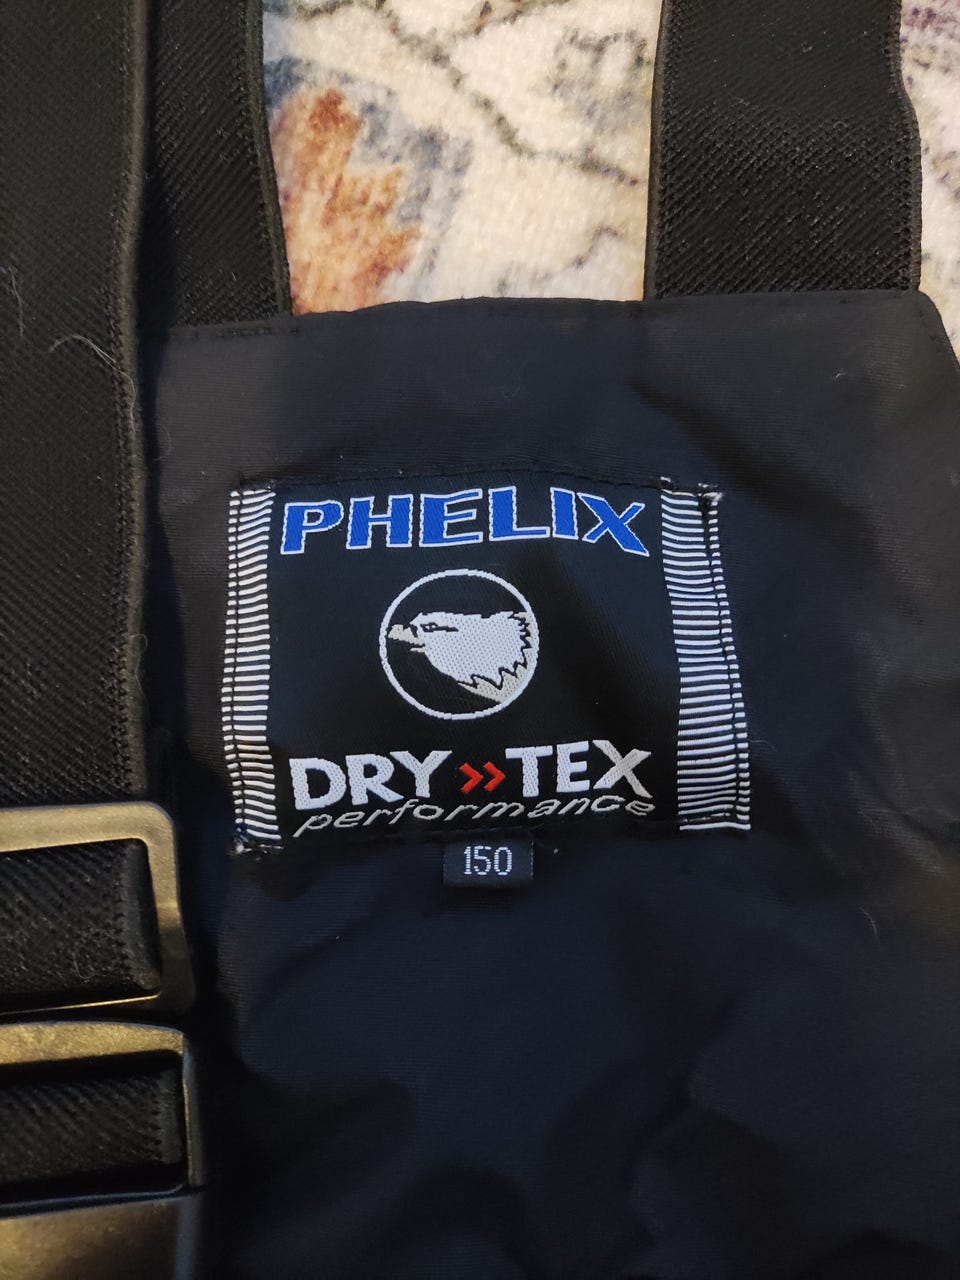 PHELIX
DRY»TEX
performance
150